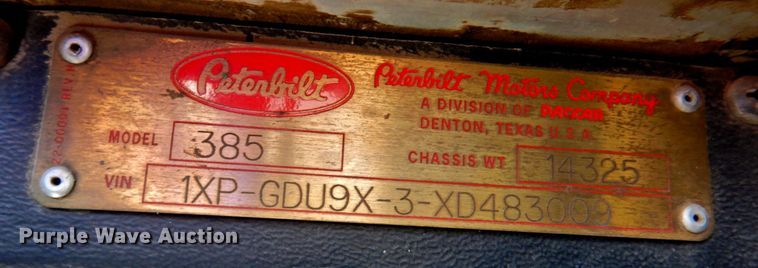 Peterbilt
Peterbilt Motors Company
A DIVISION OF PACCAR
DENTON, TEXAS U.S.A.
MODEL 385
CHASSIS WT 14325
VIN 1XP-GDU9X-3-XD483009
Purple Wave Auction